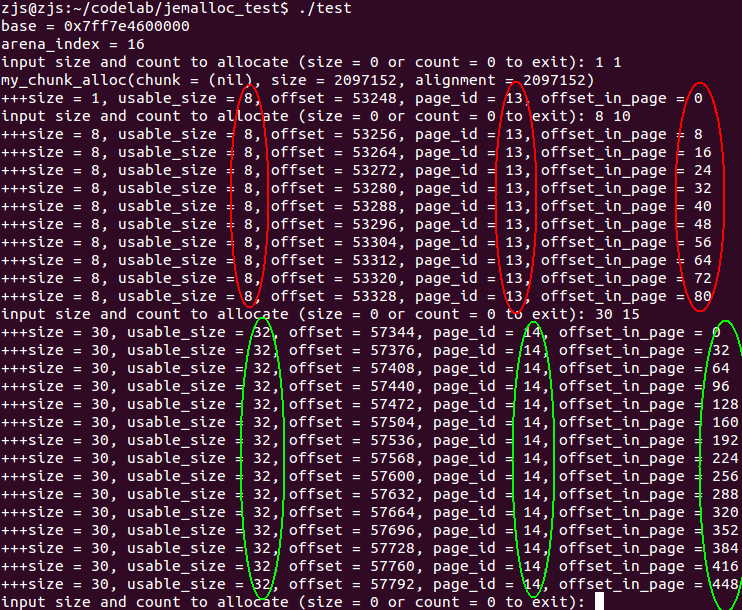 zjs@zjs:~/codelab/jemalloc_test$ ./test
base = 0x7ff7e4600000
arena_index = 16
input size and count to allocate (size = 0 or count = 0 to exit): 1 1
my_chunk_alloc(chunk = (nil), size = 2097152, alignment = 2097152)
+++size = 1, usable_size = 8, offset = 53248, page_id = 13, offset_in_page = 0
input size and count to allocate (size = 0 or count = 0 to exit): 8 10
+++size = 8, usable_size = 8, offset = 53256, page_id = 13, offset_in_page = 8
+++size = 8, usable_size = 8, offset = 53264, page_id = 13, offset_in_page = 16
+++size = 8, usable_size = 8, offset = 53272, page_id = 13, offset_in_page = 24
+++size = 8, usable_size = 8, offset = 53280, page_id = 13, offset_in_page = 32
+++size = 8, usable_size = 8, offset = 53288, page_id = 13, offset_in_page = 40
+++size = 8, usable_size = 8, offset = 53296, page_id = 13, offset_in_page = 48
+++size = 8, usable_size = 8, offset = 53304, page_id = 13, offset_in_page = 56
+++size = 8, usable_size = 8, offset = 53312, page_id = 13, offset_in_page = 64
+++size = 8, usable_size = 8, offset = 53320, page_id = 13, offset_in_page = 72
+++size = 8, usable_size = 8, offset = 53328, page_id = 13, offset_in_page = 80
input size and count to allocate (size = 0 or count = 0 to exit): 30 15
+++size = 30, usable_size = 32, offset = 57344, page_id = 14, offset_in_page = 0
+++size = 30, usable_size = 32, offset = 57376, page_id = 14, offset_in_page = 32
+++size = 30, usable_size = 32, offset = 57408, page_id = 14, offset_in_page = 64
+++size = 30, usable_size = 32, offset = 57440, page_id = 14, offset_in_page = 96
+++size = 30, usable_size = 32, offset = 57472, page_id = 14, offset_in_page = 128
+++size = 30, usable_size = 32, offset = 57504, page_id = 14, offset_in_page = 160
+++size = 30, usable_size = 32, offset = 57536, page_id = 14, offset_in_page = 192
+++size = 30, usable_size = 32, offset = 57568, page_id = 14, offset_in_page = 224
+++size = 30, usable_size = 32, offset = 57600, page_id = 14, offset_in_page = 256
+++size = 30, usable_size = 32, offset = 57632, page_id = 14, offset_in_page = 288
+++size = 30, usable_size = 32, offset = 57664, page_id = 14, offset_in_page = 320
+++size = 30, usable_size = 32, offset = 57696, page_id = 14, offset_in_page = 352
+++size = 30, usable_size = 32, offset = 57728, page_id = 14, offset_in_page = 384
+++size = 30, usable_size = 32, offset = 57760, page_id = 14, offset_in_page = 416
+++size = 30, usable_size = 32, offset = 57792, page_id = 14, offset_in_page = 448
input size and count to allocate (size = 0 or count = 0 to exit):